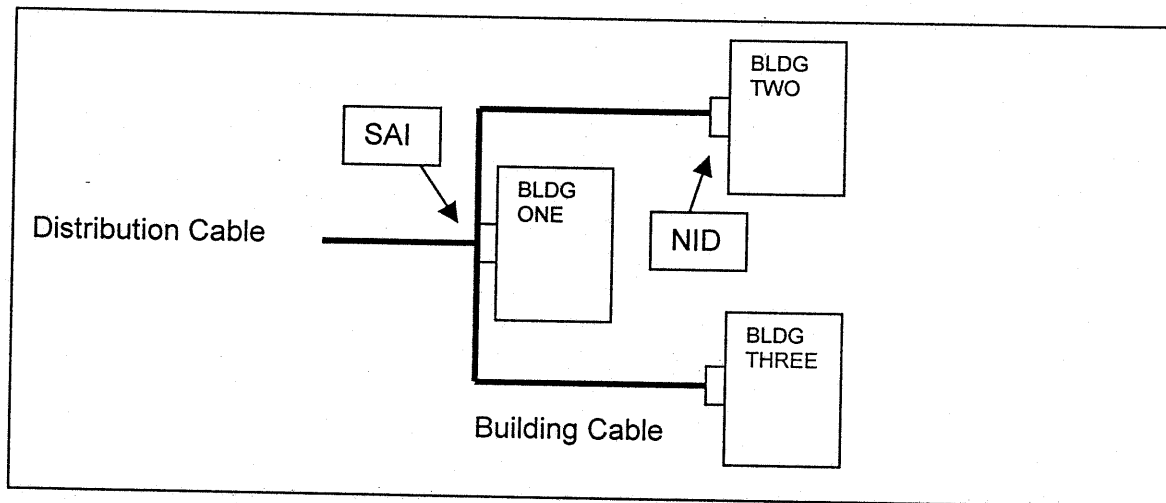 BLDG
TWO
SAI
BLDG
ONE
Distribution Cable
NID
BLDG
THREE
Building Cable